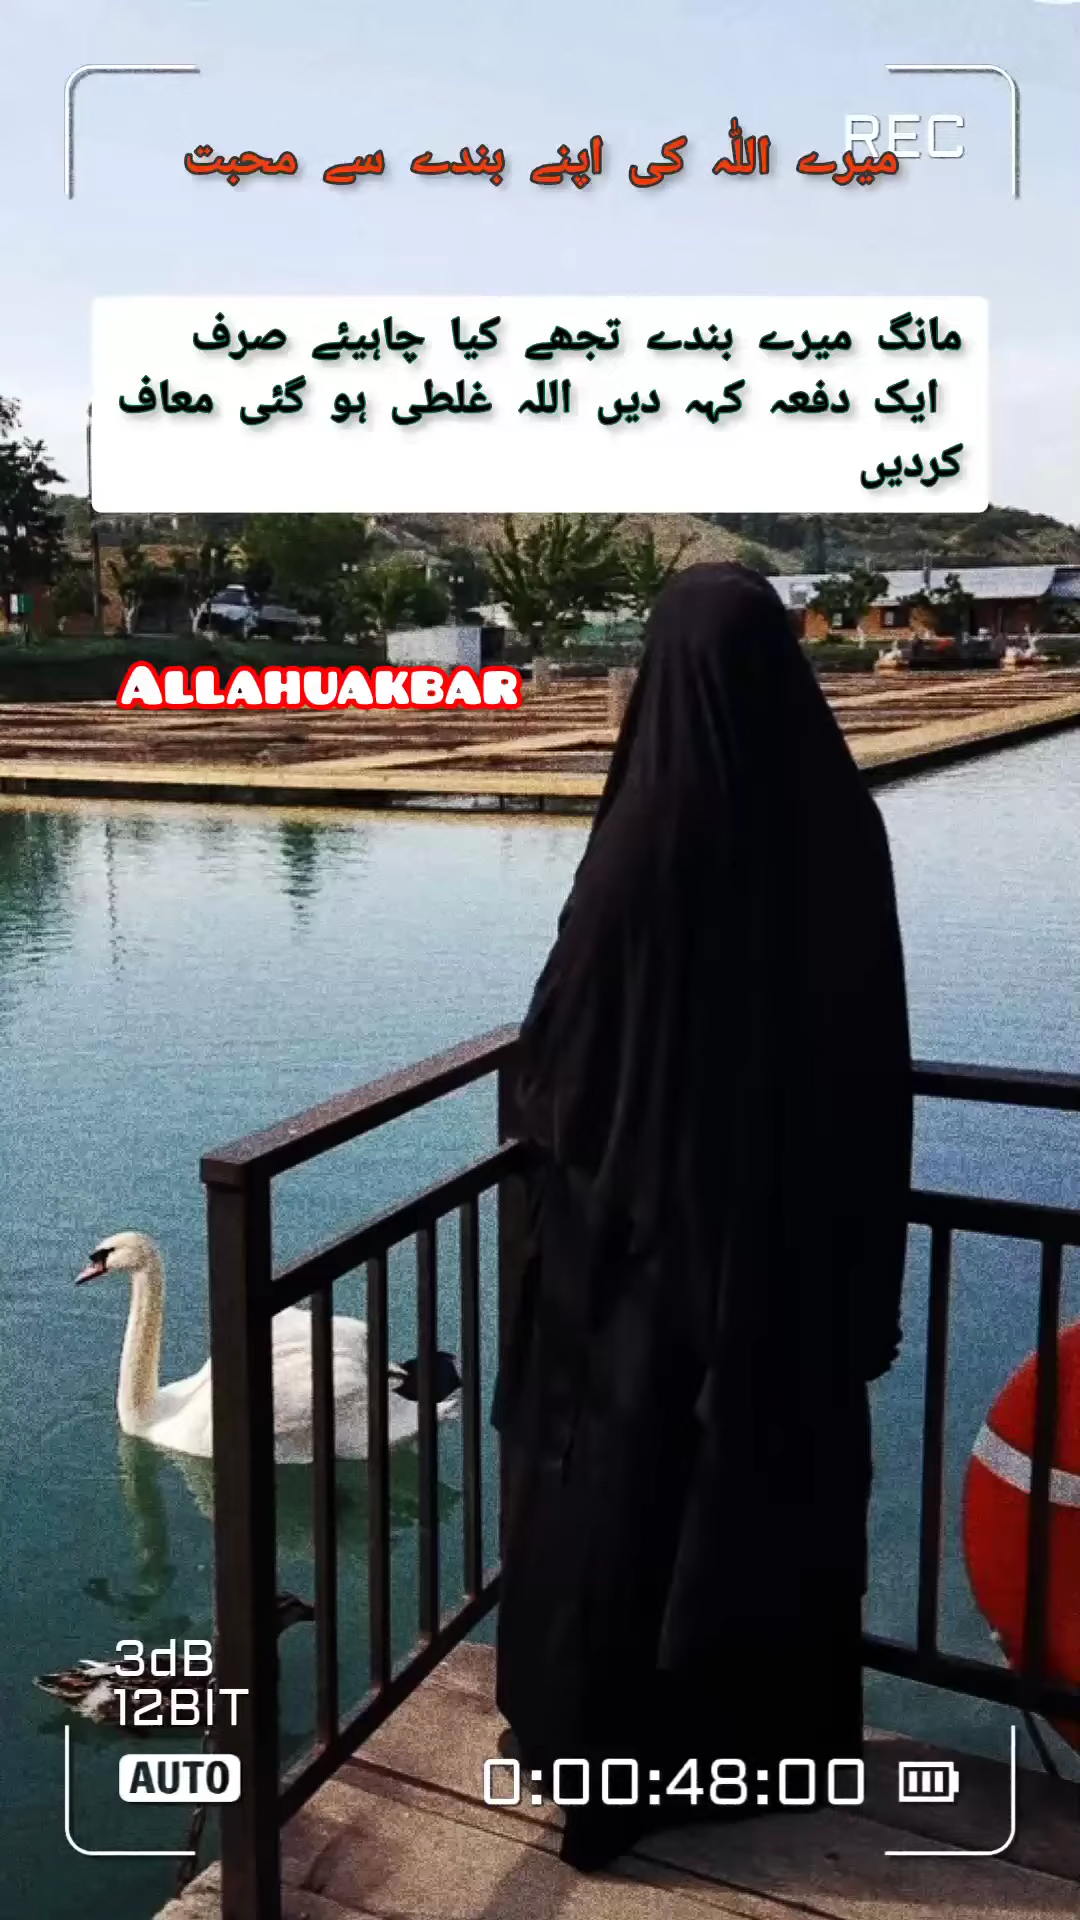 REC
میرے اللّٰہ کی اپنے بندے سے محبت
مانگ میرے بندے تجھے کیا چاہیئے صرف
ایک دفعہ کہہ دیں اللہ غلطی ہو گئی معاف
کردیں
ALLAHUAKBAR
3dB
12BIT
AUTO
0:00:48:00